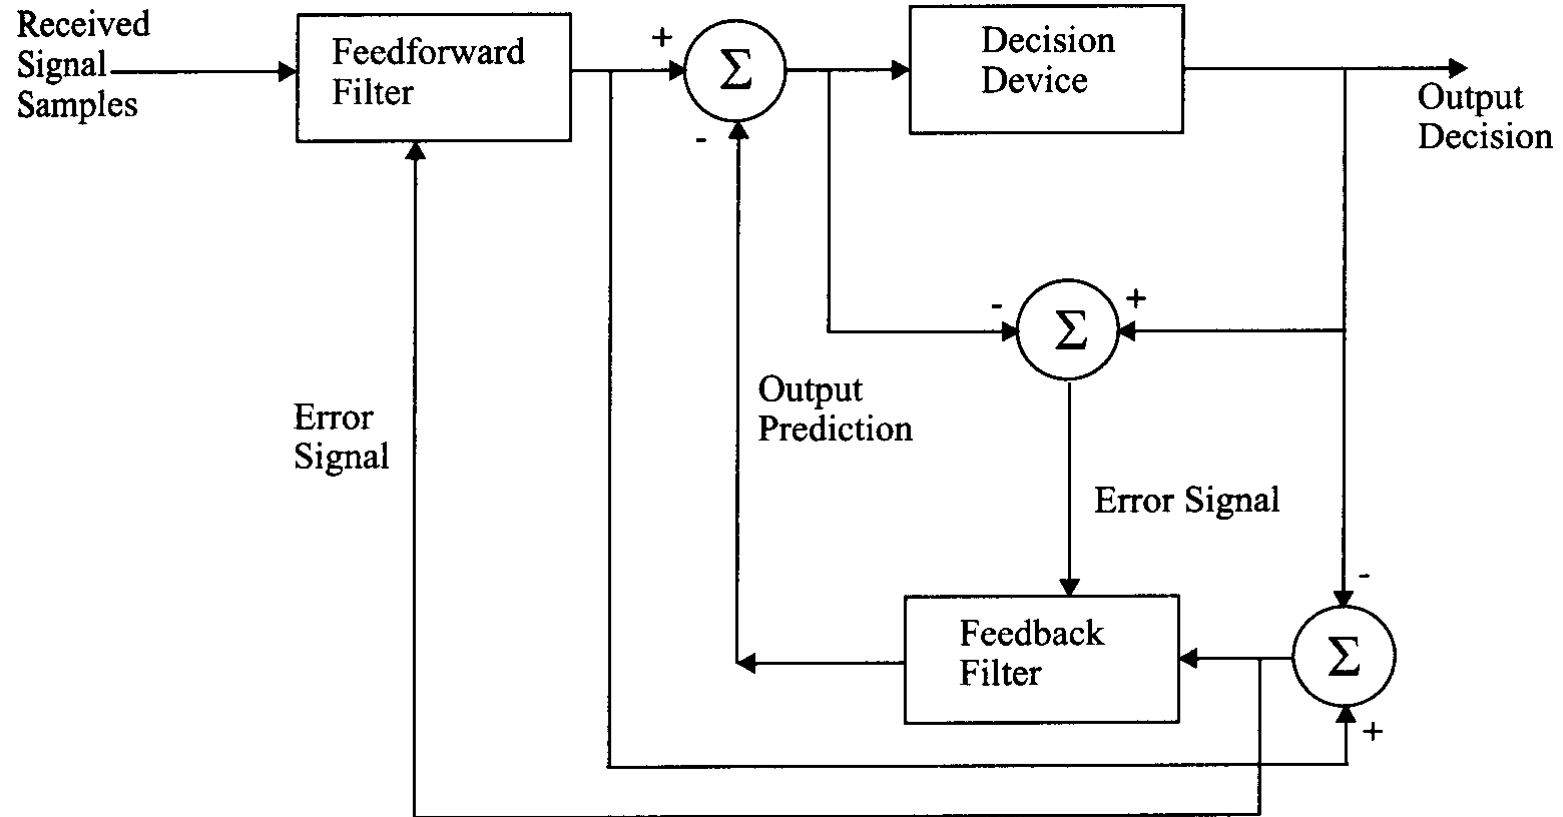 Received
Signal
Samples
Feedforward
Filter
+
-
Σ
Decision
Device
Output
Decision
-
+
Σ
Output
Prediction
Error
Signal
Error Signal
Feedback
Filter
-
Σ
+